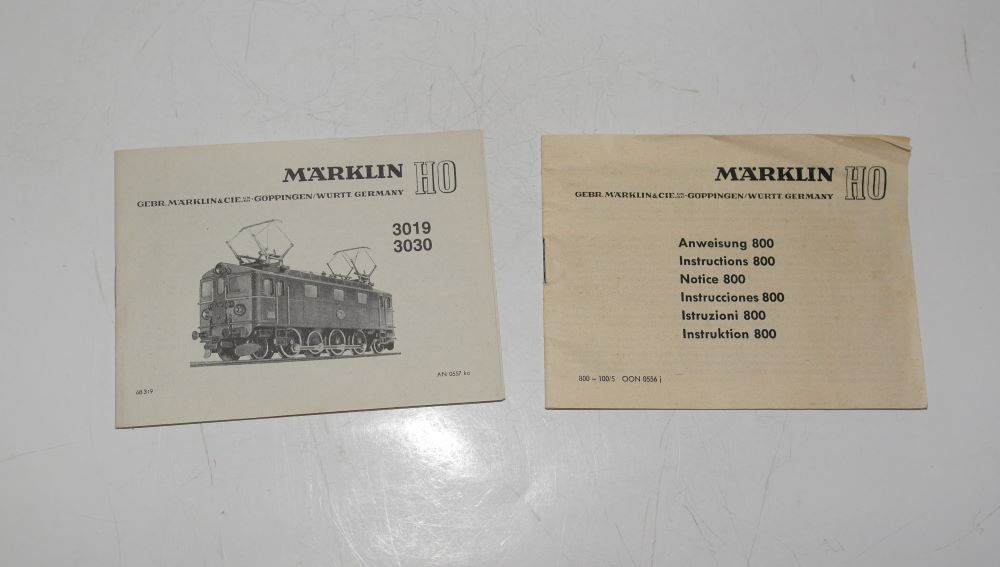 MÄRKLIN HO
GEBR. MÄRKLIN & CIE. GÖPPINGEN/WÜRTT. GERMANY
3019
3030
68 319
AN 0557 ko
MÄRKLIN HO
GEBR. MÄRKLIN & CIE. GÖPPINGEN/WÜRTT. GERMANY
Anweisung 800
Instructions 800
Notice 800
Instrucciones 800
Istruzioni 800
Instruktion 800
800 – 100/5 OON 0556 j